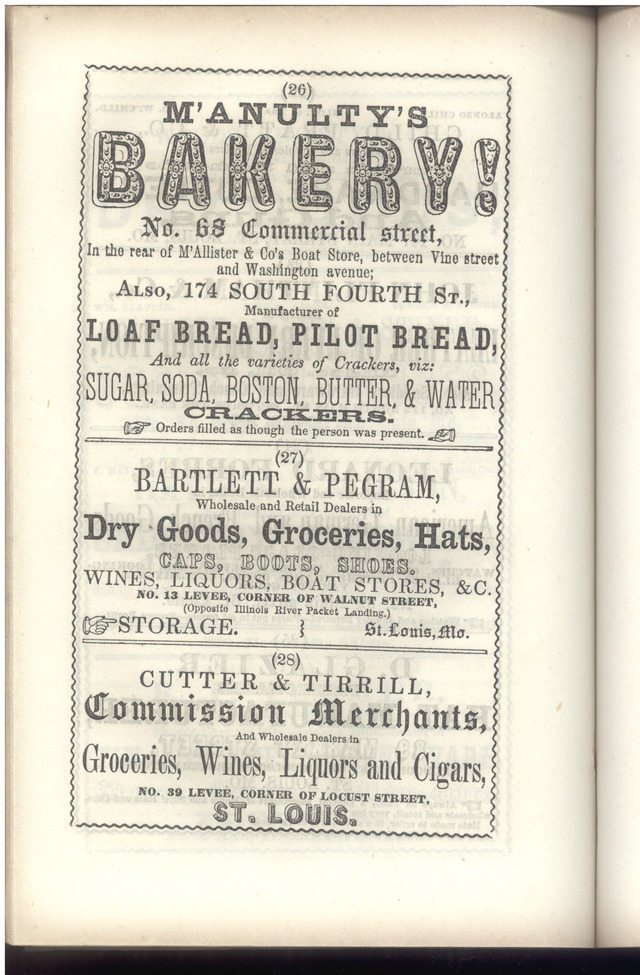 (26)
M'ANULTY'S
BAKERY!
No. 68 Commercial street,
In the rear of M'Allister & Co's Boat Store, between Vine street
and Washington avenue;
ALSO, 174 SOUTH FOURTH ST.,
Manufacturer of
LOAF BREAD, PILOT BREAD,
And all the varieties of Crackers, viz:
SUGAR, SODA, BOSTON, BUTTER, & WATER
CRACKERS.
Orders filled as though the person was present.
(27)
BARTLETT & PEGRAM,
Wholesale and Retail Dealers in
Dry Goods, Groceries, Hats,
CAPS, BOOTS, SHOES.
WINES, LIQUORS, BOAT STORES, &C.
NO. 13 LEVEE, CORNER OF WALNUT STREET,
(Opposite Illinois River Packet Landing.)
STORAGE. } St. Louis, Mo.
(28)
CUTTER & TIRRILL,
Commission Merchants,
And Wholesale Dealers in
Groceries, Wines, Liquors and Cigars,
NO. 39 LEVEE, CORNER OF LOCUST STREET,
ST. LOUIS.